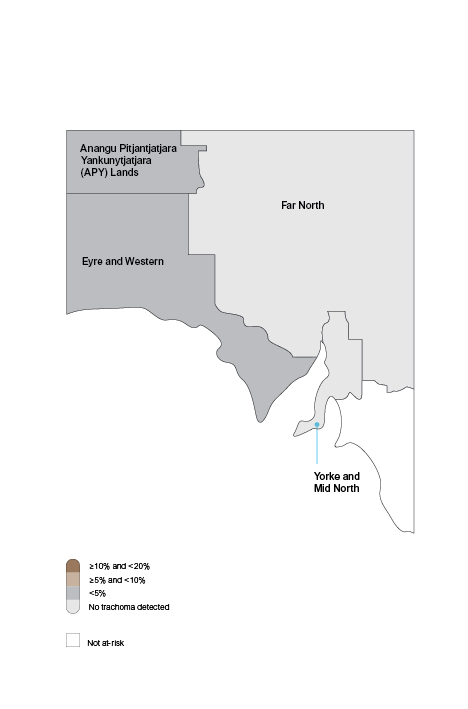 Anangu Pitjantjatjara
Yankunytjatjara
(APY) Lands
Far North
Eyre and Western
Yorke and
Mid North
≥10% and <20%
≥5% and <10%
<5%
No trachoma detected
Not at-risk